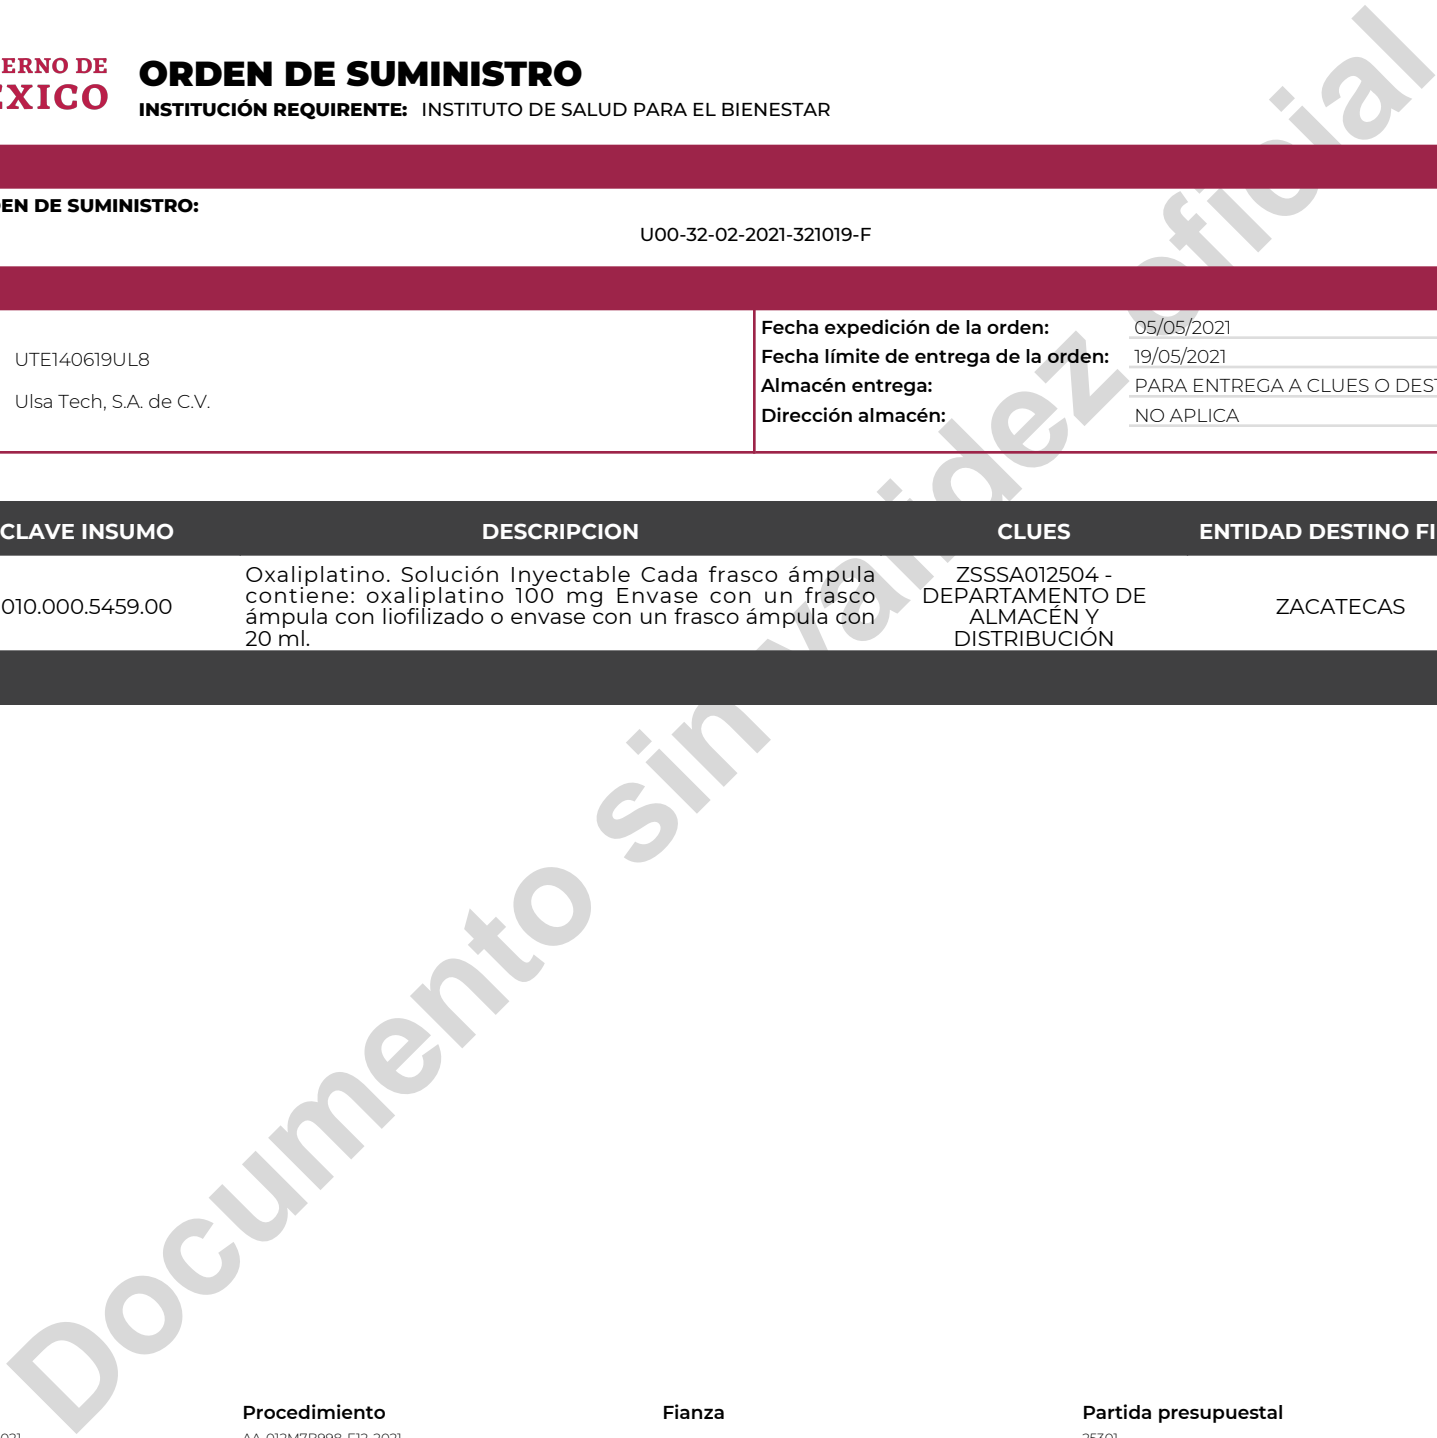 ERNO DE
EXICO
ORDEN DE SUMINISTRO
INSTITUCIÓN REQUIRENTE: INSTITUTO DE SALUD PARA EL BIENESTAR
EN DE SUMINISTRO:
U00-32-02-2021-321019-F
UTE140619UL8
Ulsa Tech, S.A. de C.V.
Fecha expedición de la orden: 05/05/2021
Fecha límite de entrega de la orden: 19/05/2021
Almacén entrega: PARA ENTREGA A CLUES O DEST
Dirección almacén: NO APLICA
CLAVE INSUMO DESCRIPCION CLUES ENTIDAD DESTINO FI
010.000.5459.00
Oxaliplatino. Solución Inyectable Cada frasco ámpula
contiene: oxaliplatino 100 mg Envase con un frasco
ámpula con liofilizado o envase con un frasco ámpula con
20 ml.
ZSSSA012504 -
DEPARTAMENTO DE
ALMACÉN Y
DISTRIBUCIÓN
ZACATECAS
Documento sin validez oficial
Procedimiento Fianza Partida presupuestal